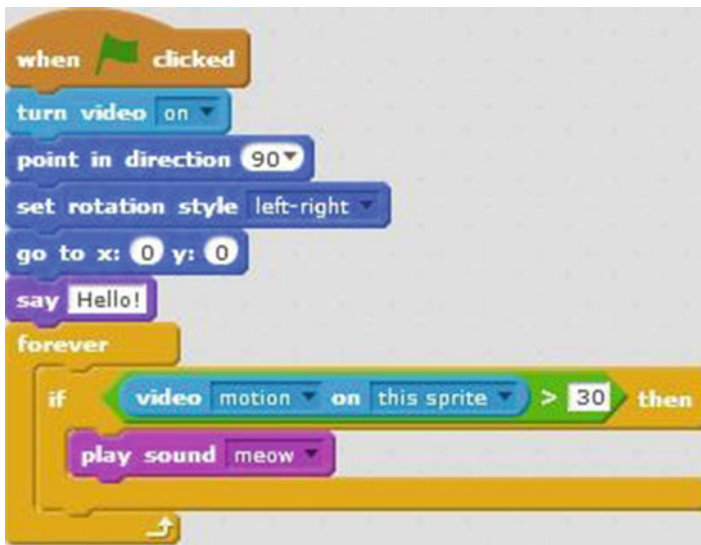 when clicked
turn video on
point in direction 90
set rotation style left-right
go to x: 0 y: 0
say Hello!
forever
if video motion on this sprite > 30 then
play sound meow